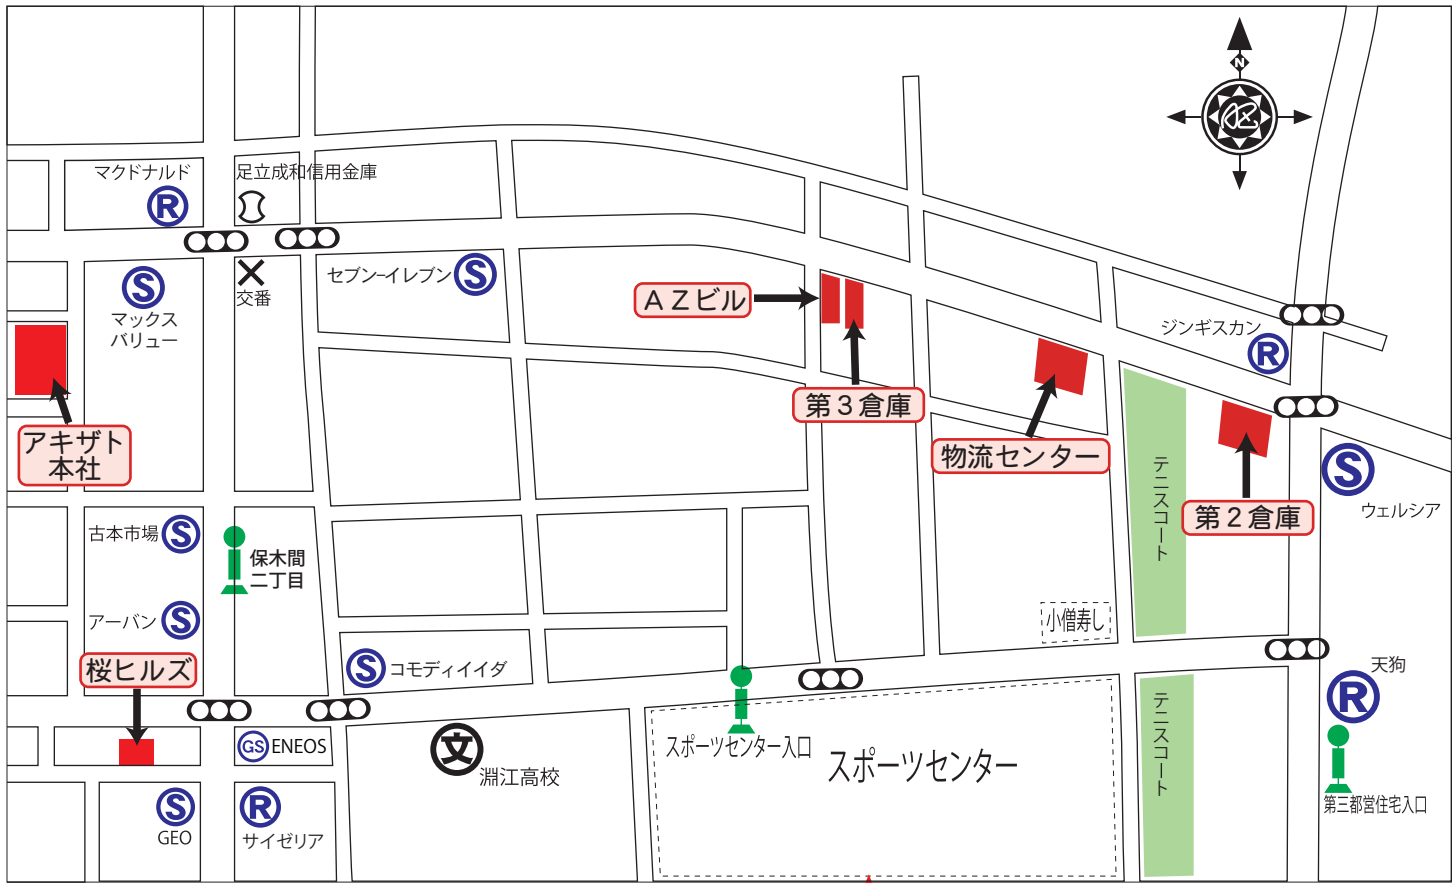 N
マクドナルド
R
足立成和信用金庫
セブン-イレブン
S
S
マックス
バリュー
交番
AZビル
ジンギスカン
R
第3倉庫
アキザト
本社
物流センター
テニスコート
S
ウェルシア
第2倉庫
古本市場
S
保木間
二丁目
アーバン
S
小僧寿し
桜ヒルズ
S
コモディイイダ
天狗
R
GS
ENEOS
文
淵江高校
スポーツセンター入口
スポーツセンター
テニスコート
S
GEO
R
サイゼリア
第三都営住宅入口